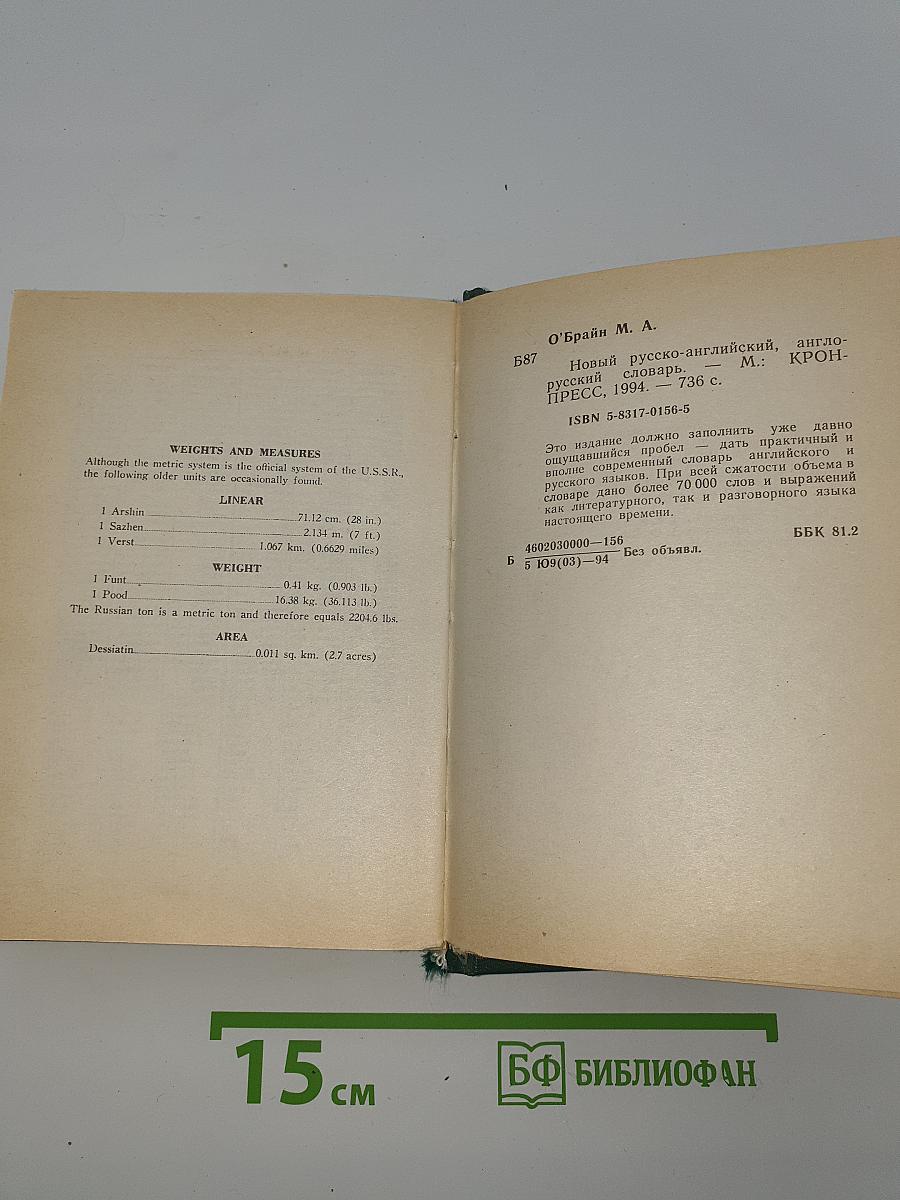 WEIGHTS AND MEASURES
Although the metric system is the official system of the U.S.S.R.,
the following older units are occasionally found.
LINEAR
1 Arshin 71.12 cm. (28 in.)
1 Sazhen 2.134 m. (7 ft.)
1 Verst 1.067 km. (0.6629 miles)
WEIGHT
1 Funt 0.41 kg. (0.903 lb.)
1 Pood 16.38 kg. (36.113 lb.)
The Russian ton is a metric ton and therefore equals 2204.6 lbs.
AREA
Dessiatin 0.011 sq. km. (2.7 acres)
О'Брайн М. А.
Б87
Новый русско-английский, англо-
русский словарь. — М.: КРОН-
ПРЕСС, 1994. — 736 с.
ISBN 5-8317-0156-5
Это издание должно заполнить уже давно
ощущавшийся пробел — дать практичный и
вполне современный словарь английского и
русского языков. При всей сжатости объема в
словаре дано более 70 000 слов и выражений
как литературного, так и разговорного языка
настоящего времени.
Б 4602030000—156
5 Ю9(03)—94 Без объявл.
ББК 81.2
15 см
БФ БИБЛИОФАН